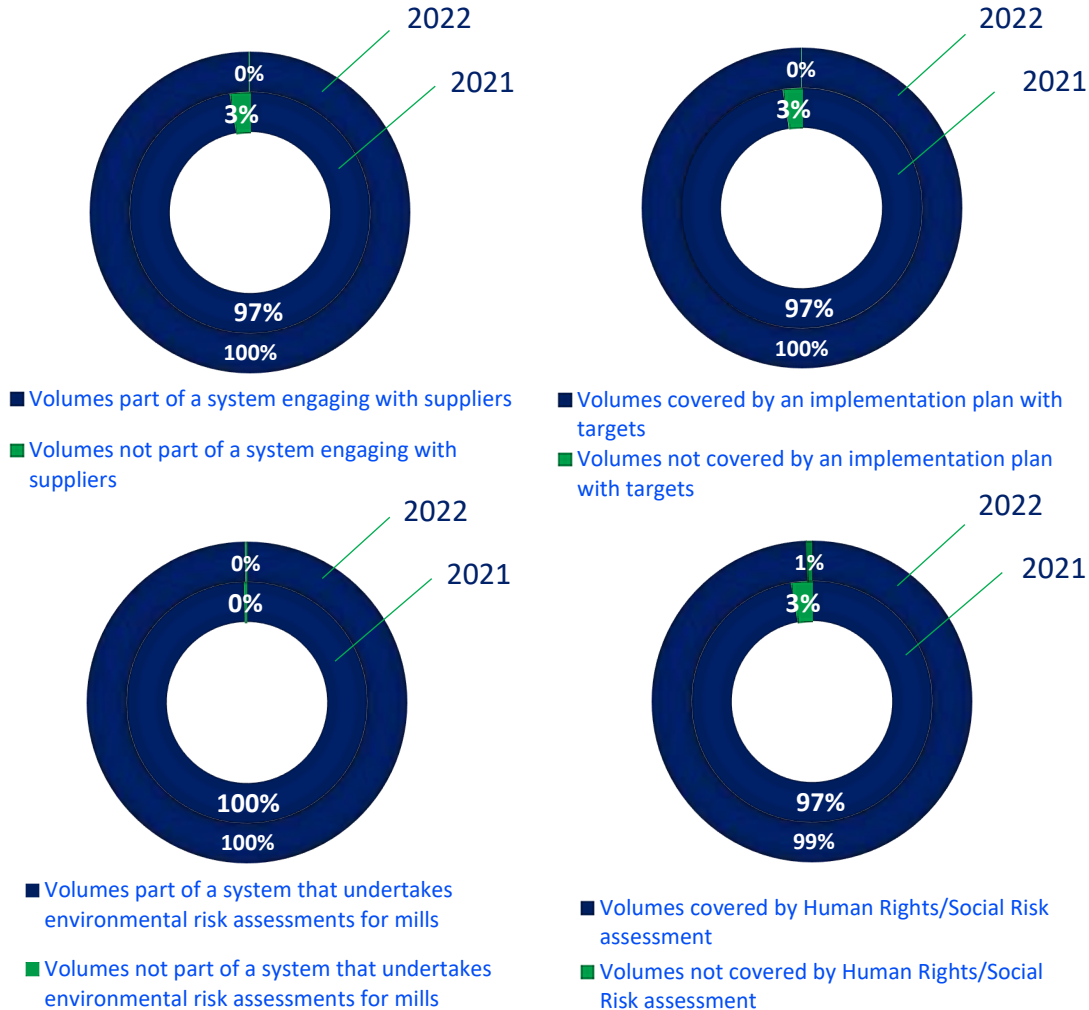 2022
2021
0%
3%
97%
100%
Volumes part of a system engaging with suppliers
Volumes not part of a system engaging with
suppliers
2022
2021
0%
3%
97%
100%
Volumes covered by an implementation plan with
targets
Volumes not covered by an implementation plan
with targets
2022
2021
0%
0%
100%
100%
Volumes part of a system that undertakes
environmental risk assessments for mills
Volumes not part of a system that undertakes
environmental risk assessments for mills
2022
2021
1%
3%
97%
99%
Volumes covered by Human Rights/Social Risk
assessment
Volumes not covered by Human Rights/Social
Risk assessment